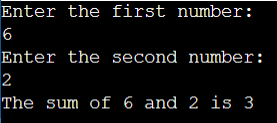 Enter the first number:
6
Enter the second number:
2
The sum of 6 and 2 is 3